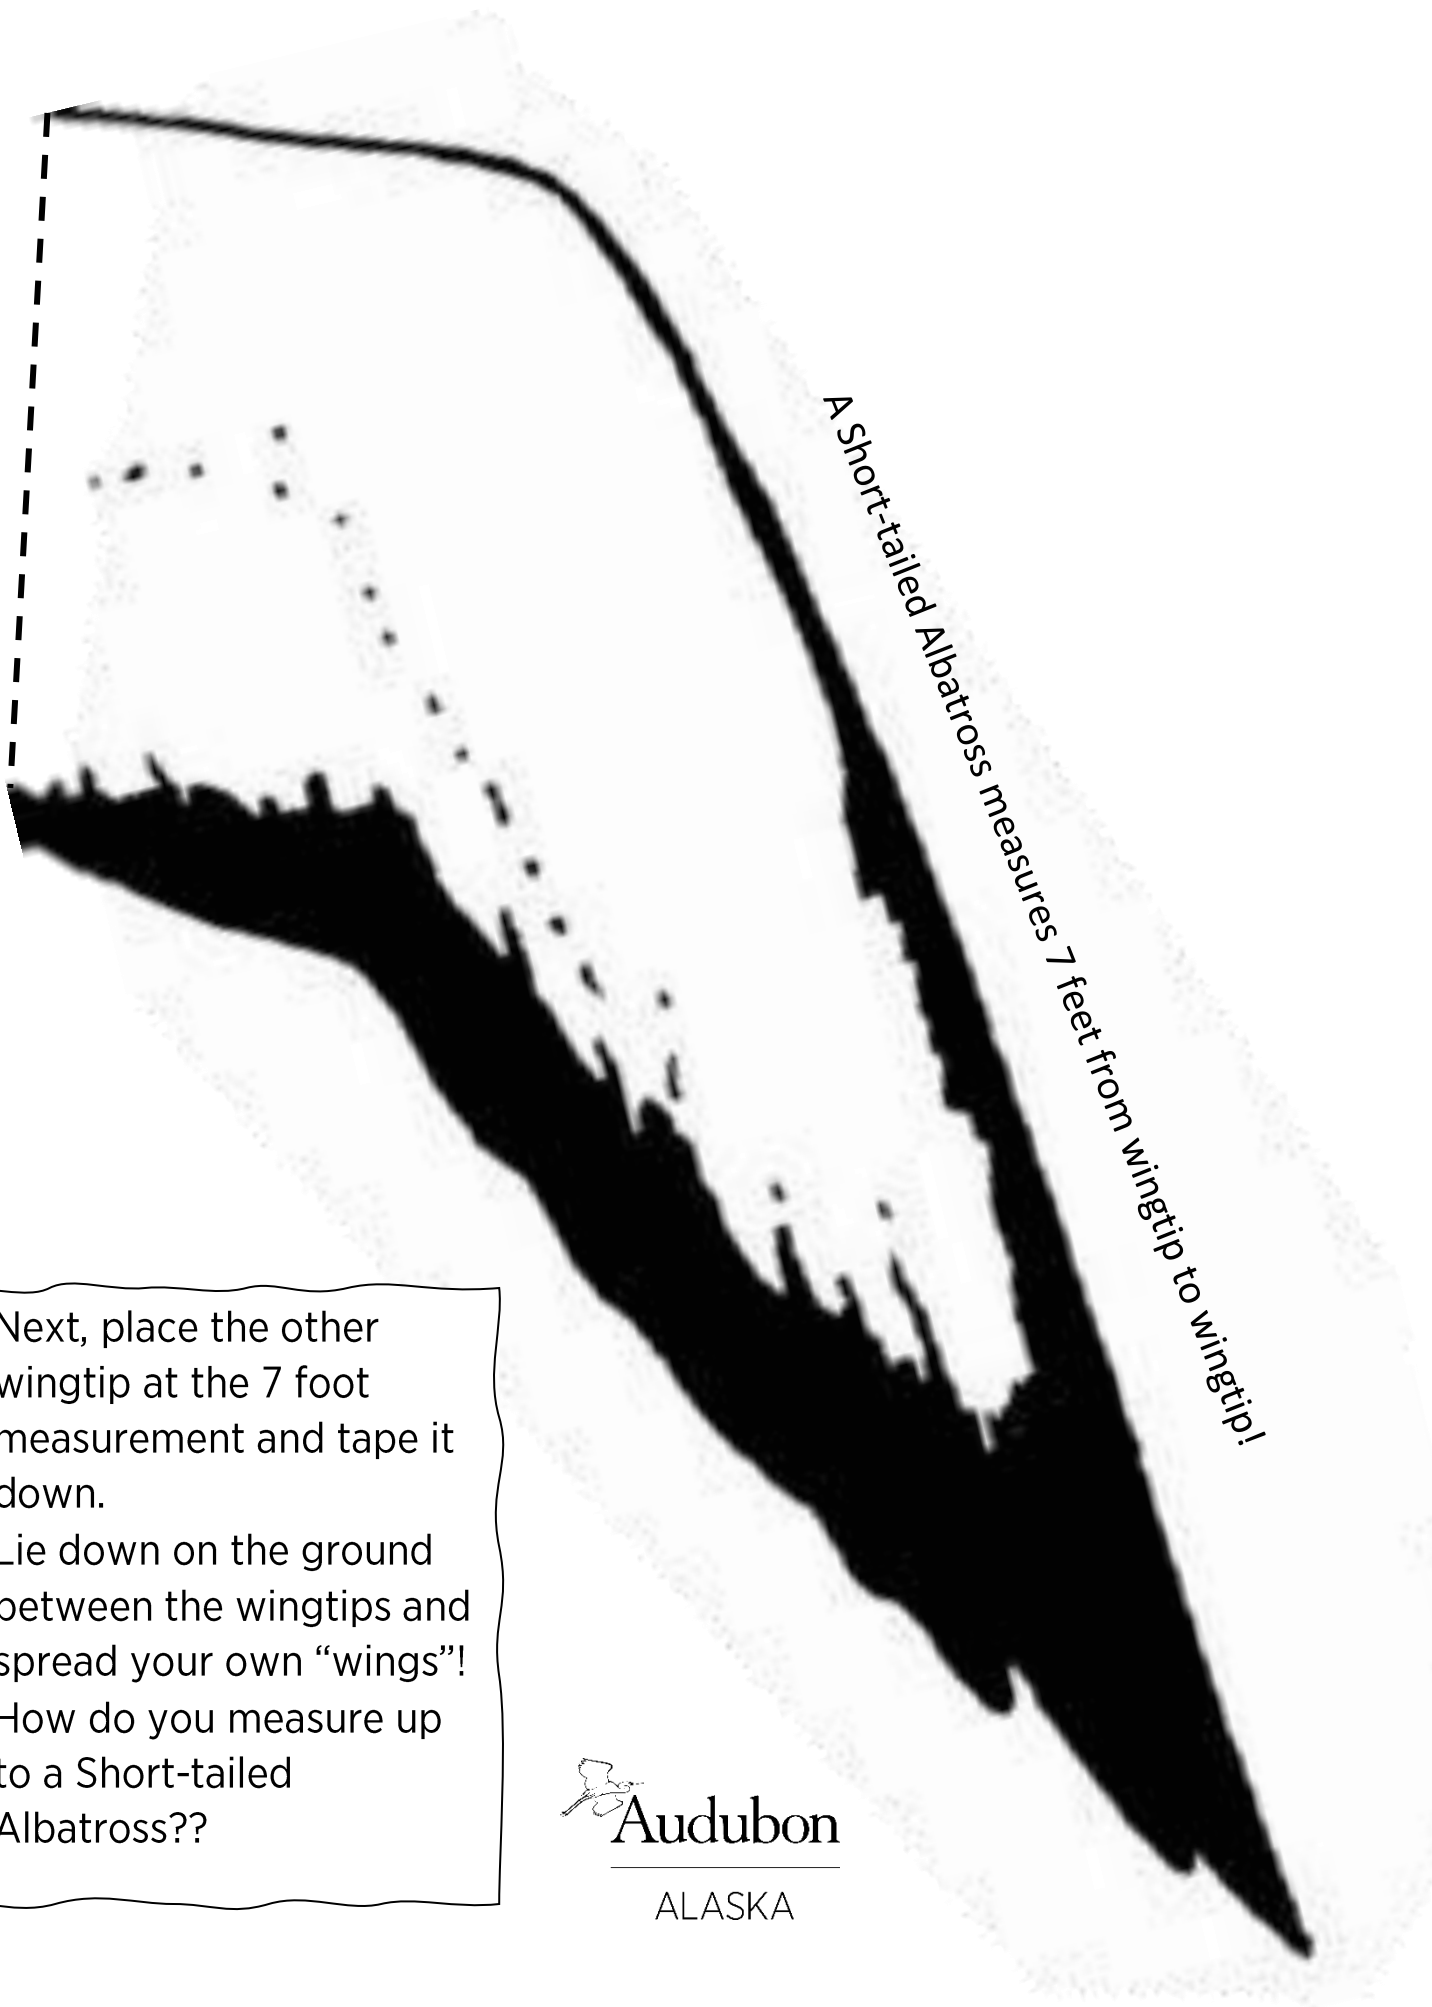 A Short-tailed Albatross measures 7 feet from wingtip to wingtip!
Next, place the other
wingtip at the 7 foot
measurement and tape it
down.
Lie down on the ground
between the wingtips and
spread your own “wings”!
How do you measure up
to a Short-tailed
Albatross??
Audubon
ALASKA